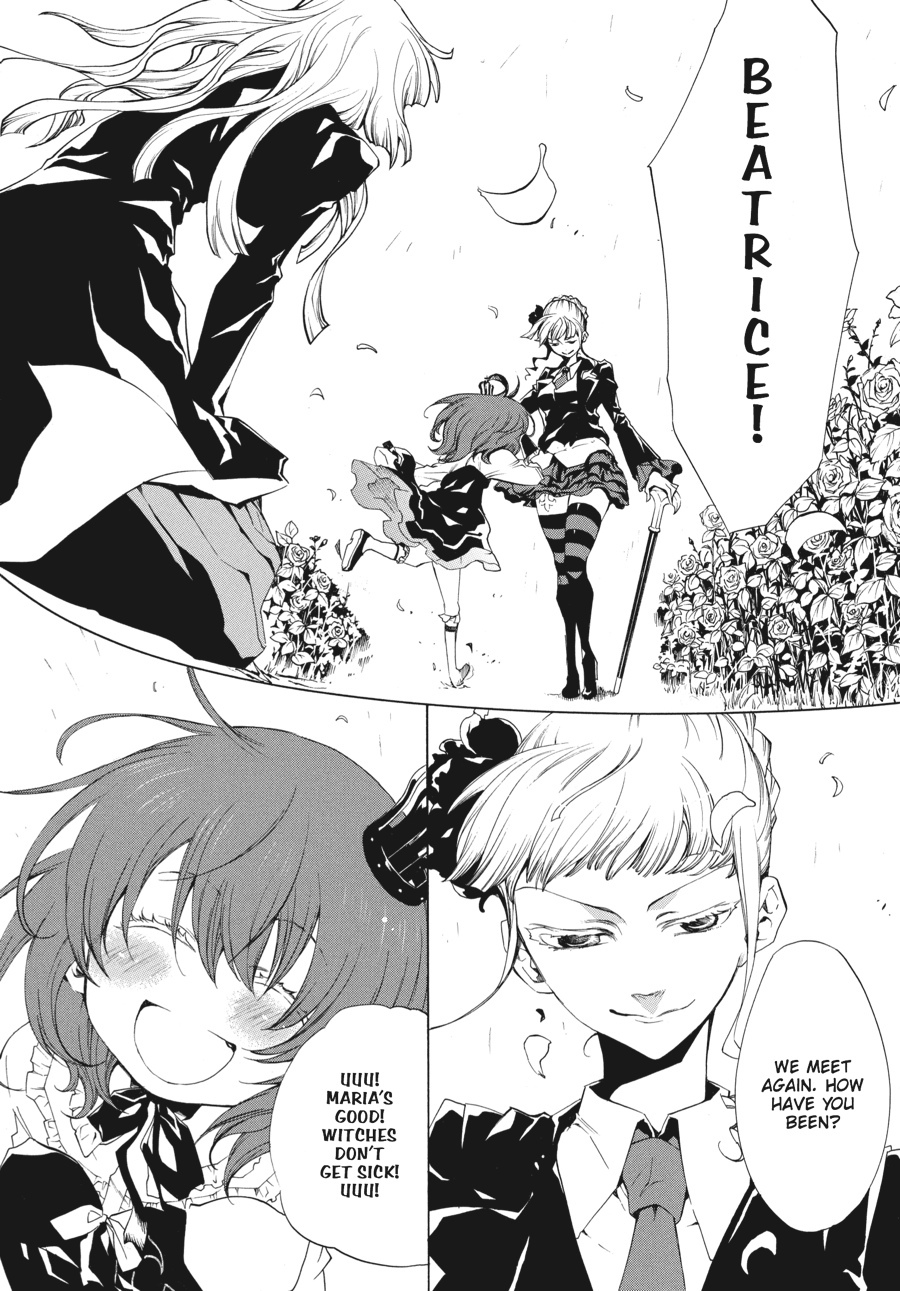 BEATRICE!
WE MEET
AGAIN. HOW
HAVE YOU
BEEN?
UUU!
MARIA'S
GOOD!
WITCHES
DON'T
GET SICK!
UUU!